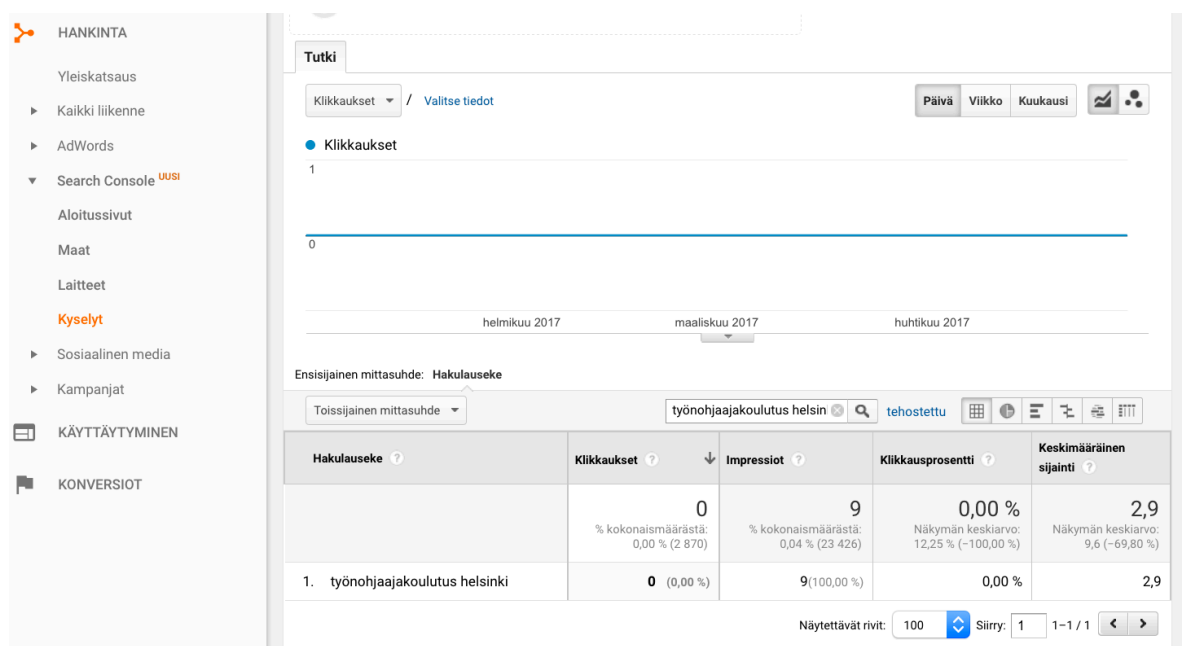 HANKINTA
Yleiskatsaus
Kaikki liikenne
AdWords
Search Console UUSI
Aloitussivut
Maat
Laitteet
Kyselyt
Sosiaalinen media
Kampanjat
KÄYTTÄYTYMINEN
KONVERSIOT
Tutki
Klikkaukset / Valitse tiedot
Päivä Viikko Kuukausi
Klikkaukset
1
0
helmikuu 2017 maaliskuu 2017 huhtikuu 2017
Ensisijainen mittasuhde: Hakulauseke
Toissijainen mittasuhde työnohjaajakoulutus helsin tehostettu
Hakulauseke ? Klikkaukset ? Impressiot ? Klikkausprosentti ? Keskimääräinen
sijainti ?
0 9 0,00 % 2,9
% kokonaismäärästä: % kokonaismäärästä: Näkymän keskiarvo: Näkymän keskiarvo:
0,00 % (2 870) 0,04 % (23 426) 12,25 % (−100,00 %) 9,6 (−69,80 %)
1. työnohjaajakoulutus helsinki 0 (0,00 %) 9(100,00 %) 0,00 % 2,9
Näytettävät rivit: 100 Siirry: 1 1–1 / 1